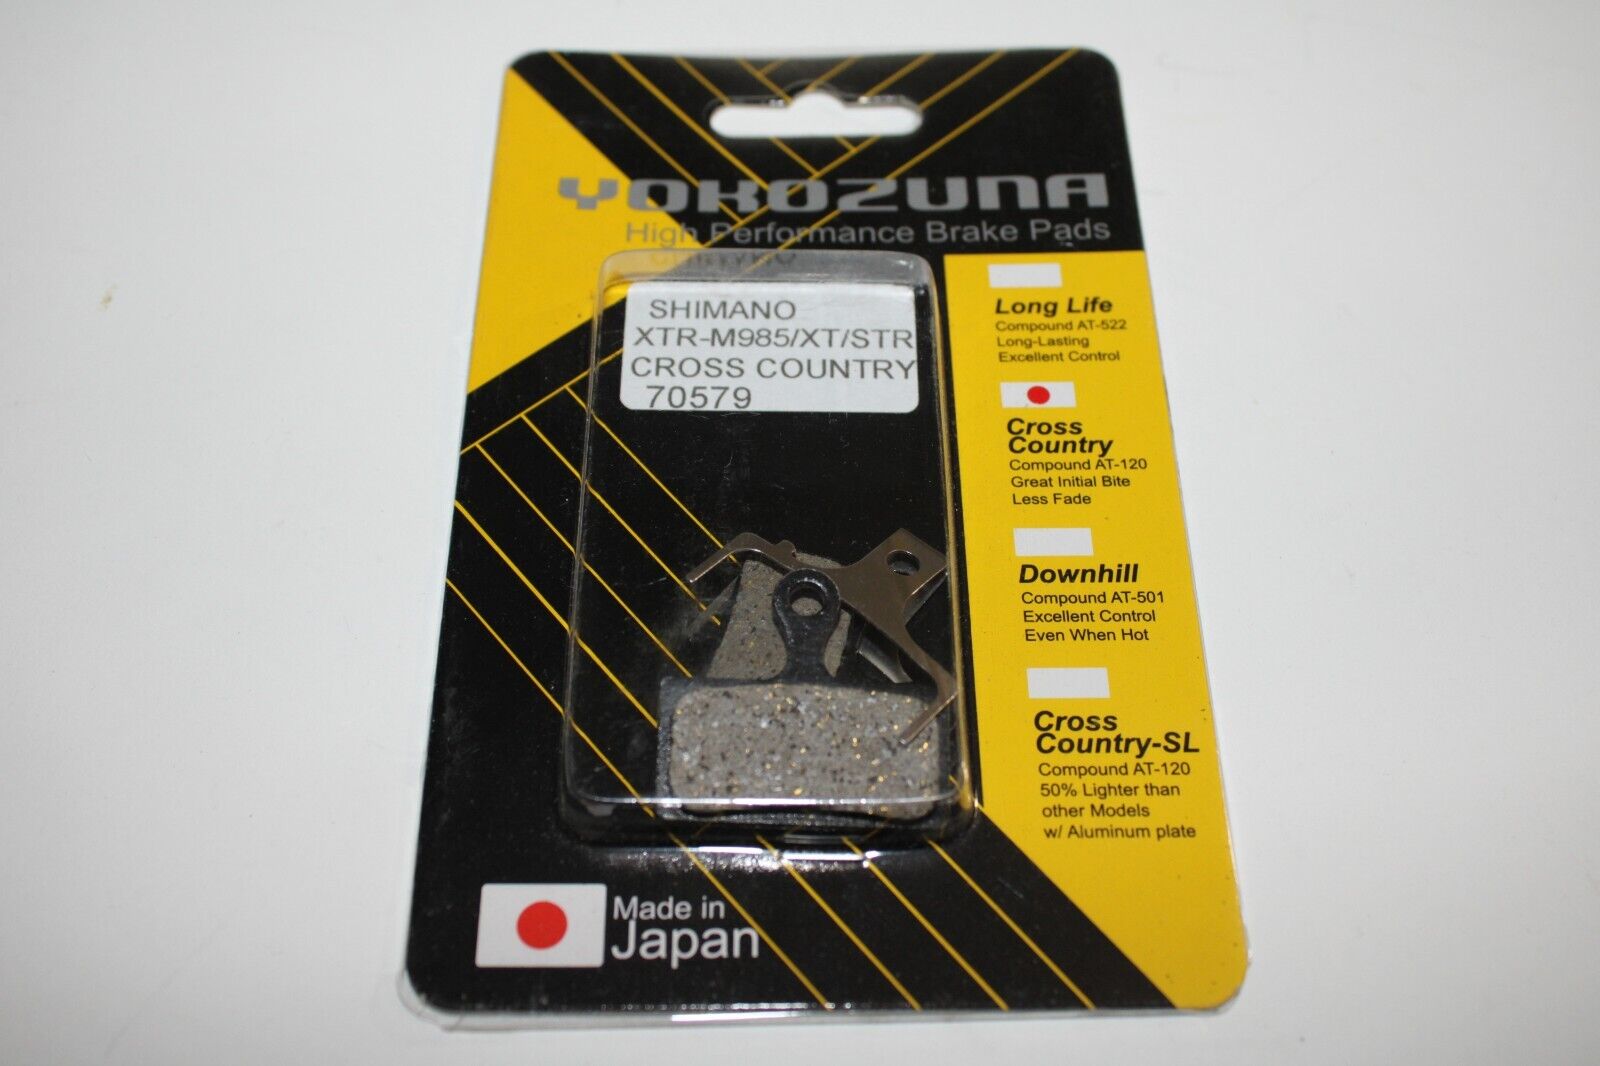 YOKOZUNA
High Performance Brake Pads
SHIMANO
XTR-M985/XT/STR
CROSS COUNTRY
70579
Long Life
Compound AT-522
Long-Lasting
Excellent Control
Cross
Country
Compound AT-120
Great Initial Bite
Less Fade
Downhill
Compound AT-501
Excellent Control
Even When Hot
Cross
Country-SL
Compound AT-120
50% Lighter than
other Models
w/ Aluminum plate
Made in
Japan